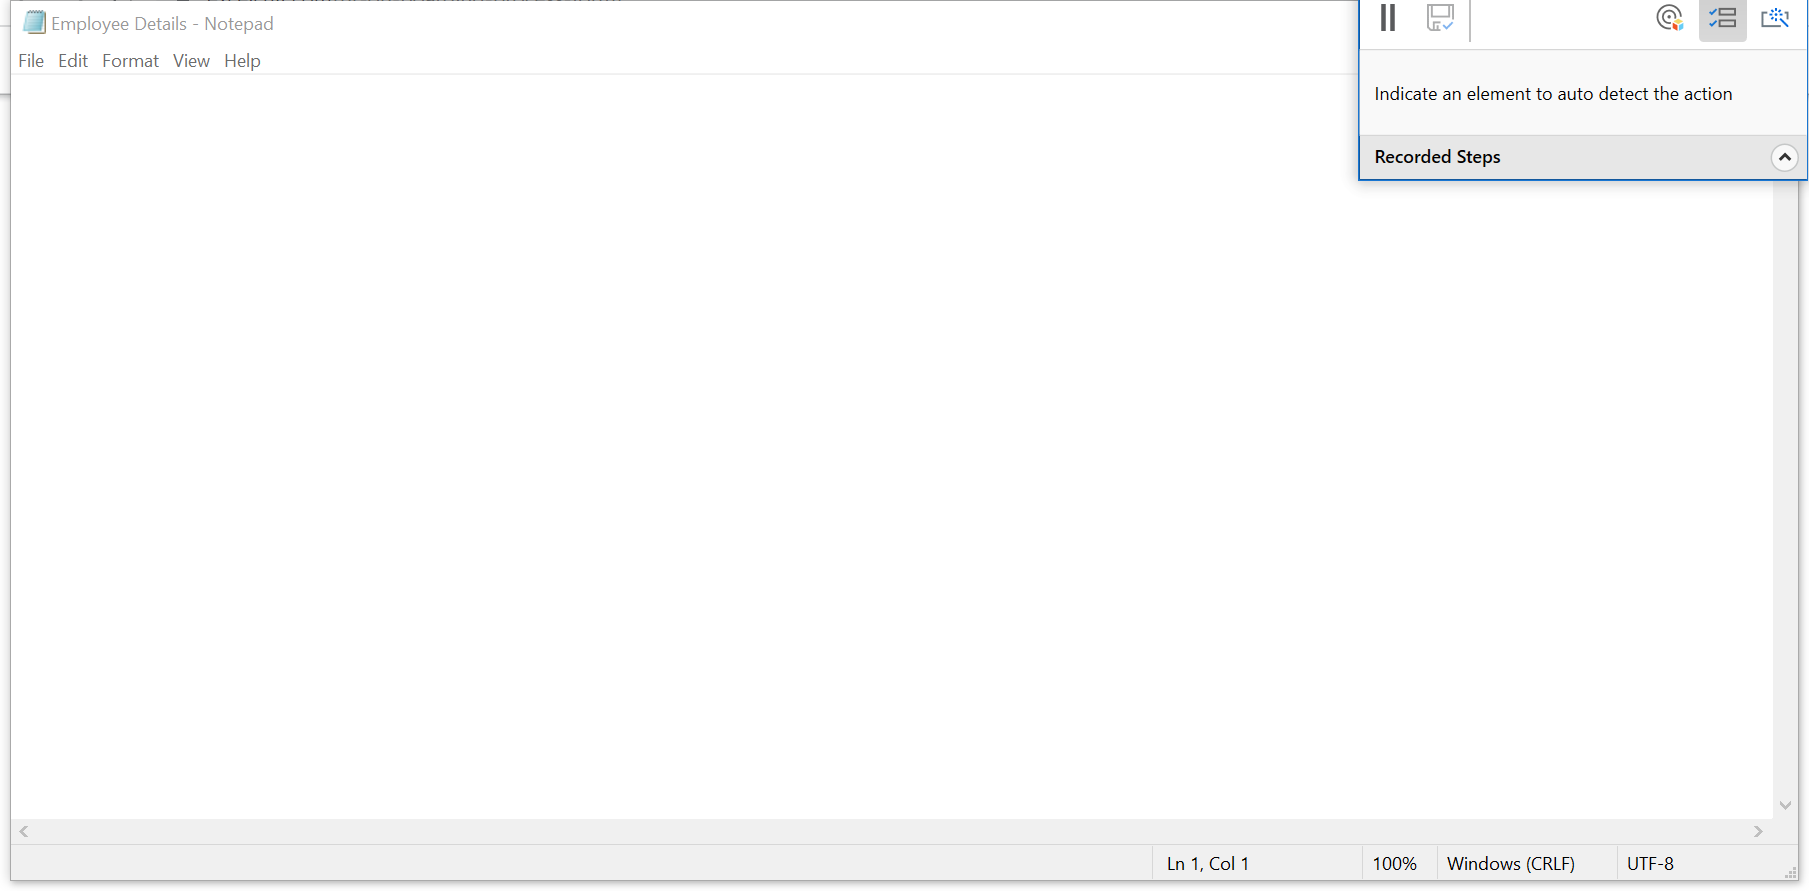 Employee Details - Notepad
File Edit Format View Help
Indicate an element to auto detect the action
Recorded Steps
Ln 1, Col 1 100% Windows (CRLF) UTF-8